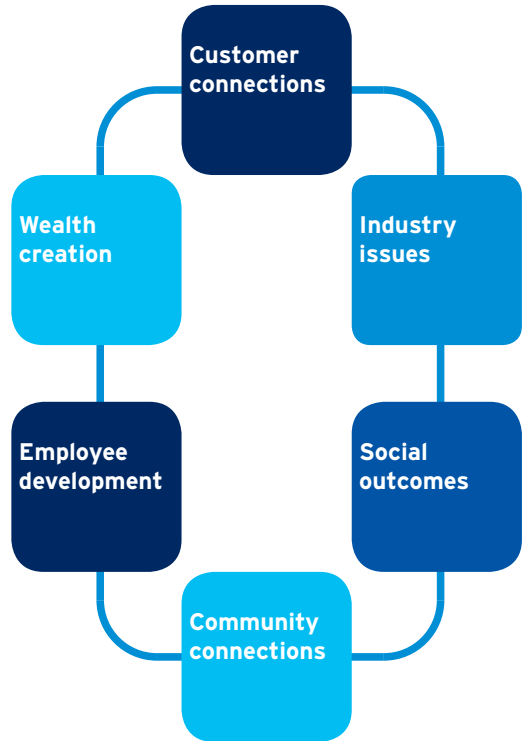 Customer
connections
Wealth
creation
Industry
issues
Employee
development
Social
outcomes
Community
connections